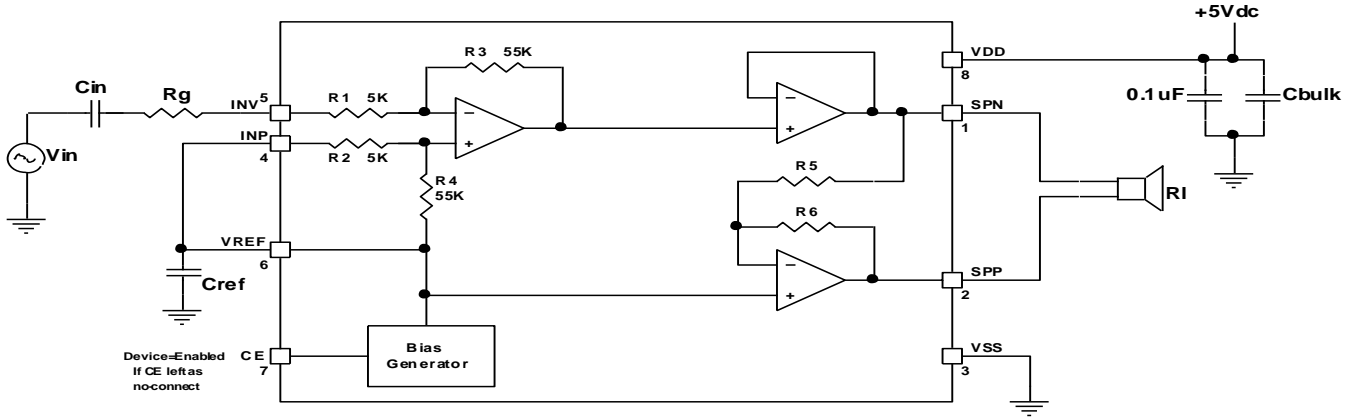 +5Vdc
R3 55K
VDD
8
Cin
Rg
INV 5
R1 5K
−
+
−
+
0.1uF
Cbulk
SPN
1
INP
4
R2 5K
Vin
R4
55K
R5
R6
Rl
VREF
6
Cref
−
+
SPP
2
Device=Enabled
If CE left as
no-connect
CE
7
Bias
Generator
VSS
3